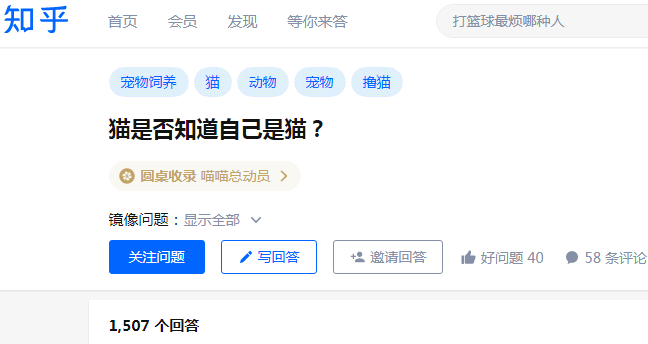 知乎 首页 会员 发现 等你来答 打篮球最烦哪种人
宠物饲养 猫 动物 宠物 撸猫
猫是否知道自己是猫？
圆桌收录 喵喵总动员
镜像问题：显示全部
关注问题 写回答 邀请回答 好问题 40 58 条评论
1,507 个回答